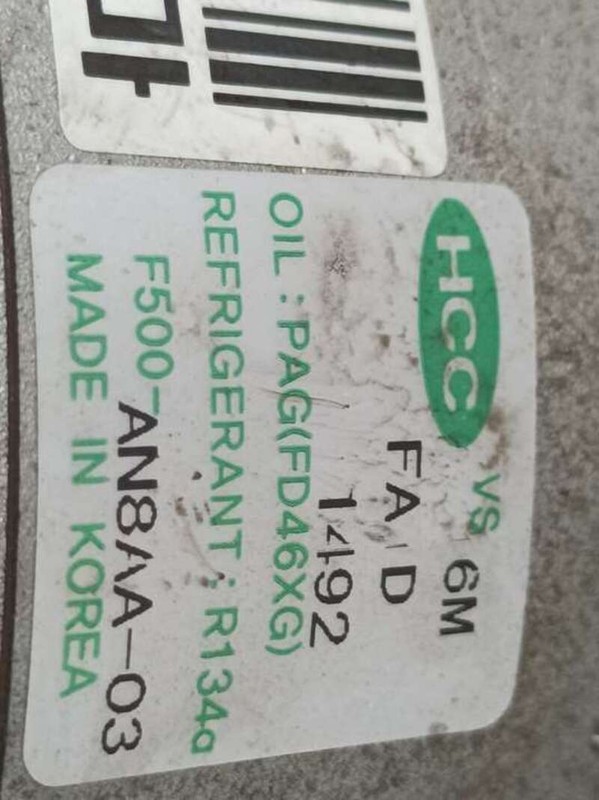 HCC VS 6M
FA D
1492
OIL : PAG(FD46XG)
REFRIGERANT : R134a
F500-AN8AA-03
MADE IN KOREA